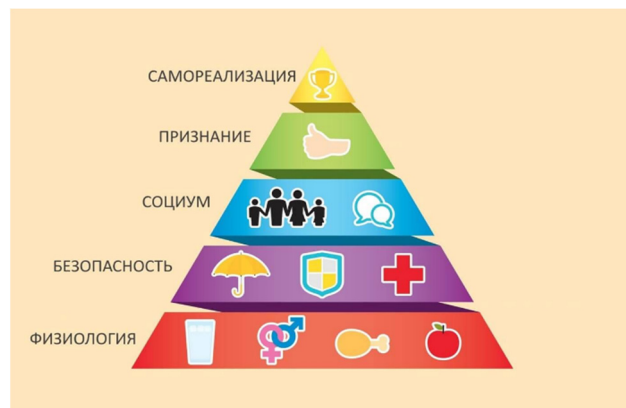 САМОРЕАЛИЗАЦИЯ
ПРИЗНАНИЕ
СОЦИУМ
БЕЗОПАСНОСТЬ
ФИЗИОЛОГИЯ